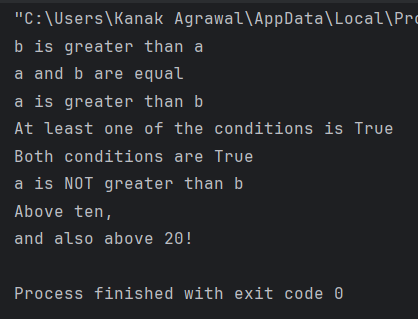 "C:\Users\Kanak Agrawal\AppData\Local\Pro
b is greater than a
a and b are equal
a is greater than b
At least one of the conditions is True
Both conditions are True
a is NOT greater than b
Above ten,
and also above 20!
Process finished with exit code 0